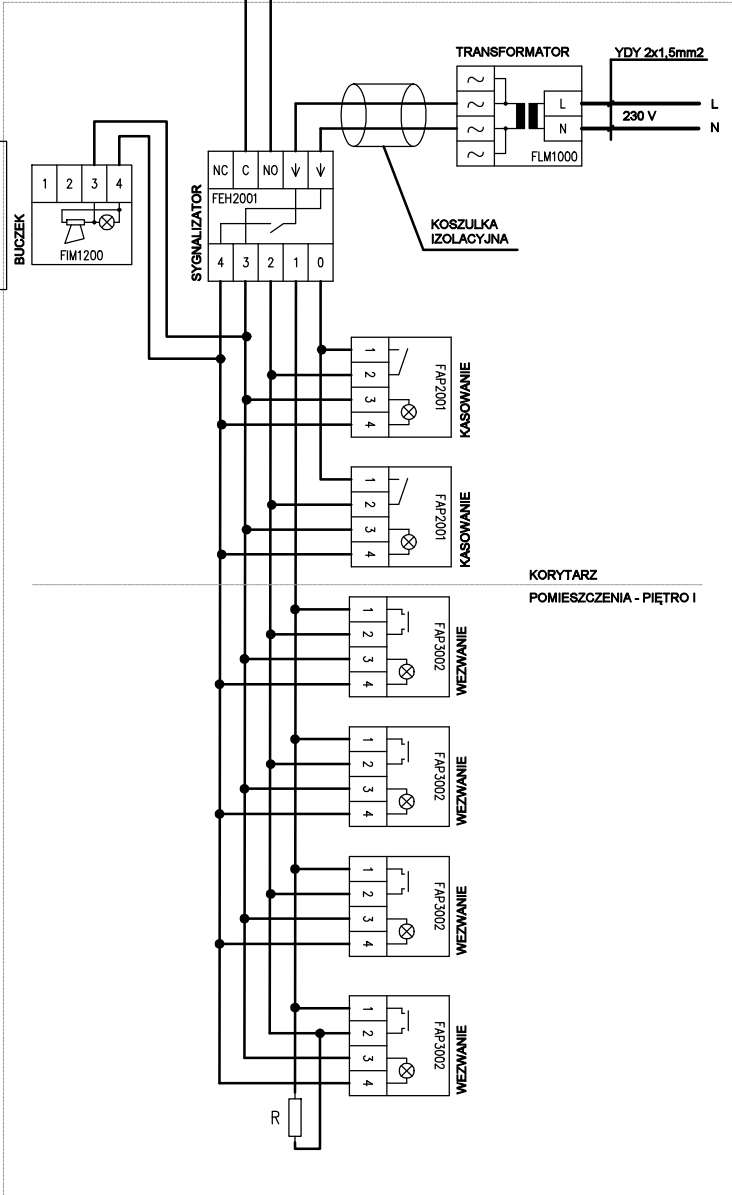 TRANSFORMATOR
YDY 2x1,5mm2
~
~
~
~
L
N
FLM1000
L
230 V
N
KOSZULKA
IZOLACYJNA
1 2 3 4
FIM1200
BUCZEK
NC C NO ↓ ↓
FEH2001
4 3 2 1 0
SYGNALIZATOR
1
2
3
4
FAP2001
KASOWANIE
1
2
3
4
FAP2001
KASOWANIE
KORYTARZ
POMIESZCZENIA - PIĘTRO I
1
2
3
4
FAP3002
WEZWANIE
1
2
3
4
FAP3002
WEZWANIE
1
2
3
4
FAP3002
WEZWANIE
1
2
3
4
FAP3002
WEZWANIE
R